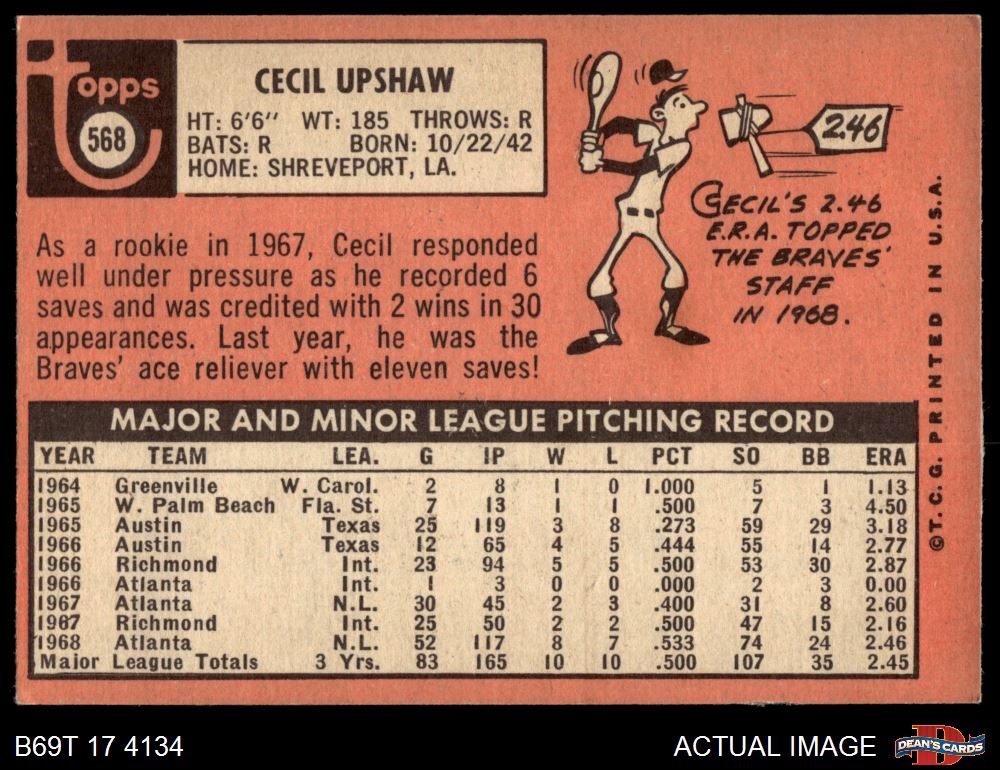 Topps
568
CECIL UPSHAW
HT: 6'6'' WT: 185 THROWS: R
BATS: R BORN: 10/22/42
HOME: SHREVEPORT, LA.
As a rookie in 1967, Cecil responded
well under pressure as he recorded 6
saves and was credited with 2 wins in 30
appearances. Last year, he was the
Braves' ace reliever with eleven saves!
2.46
CECIL'S 2.46
E.R.A. TOPPED
THE BRAVES'
STAFF
IN 1968.
MAJOR AND MINOR LEAGUE PITCHING RECORD
YEAR TEAM LEA. G IP W L PCT SO BB ERA
1964 Greenville W. Carol. 2 8 1 0 1.000 5 1 1.13
1965 W. Palm Beach Fla. St. 7 13 1 1 .500 7 3 4.50
1965 Austin Texas 25 119 3 8 .273 59 29 3.18
1966 Austin Texas 12 65 4 5 .444 55 14 2.77
1966 Richmond Int. 23 94 5 5 .500 53 30 2.87
1966 Atlanta Int. 1 3 0 0 .000 2 3 0.00
1967 Atlanta N.L. 30 45 2 3 .400 31 8 2.60
1967 Richmond Int. 25 50 2 2 .500 47 15 2.16
1968 Atlanta N.L. 52 117 8 7 .533 74 24 2.46
Major League Totals 3 Yrs. 83 165 10 10 .500 107 35 2.45
©T.C.G. PRINTED IN U.S.A.
B69T 17 4134
ACTUAL IMAGE
DEAN'S CARDS